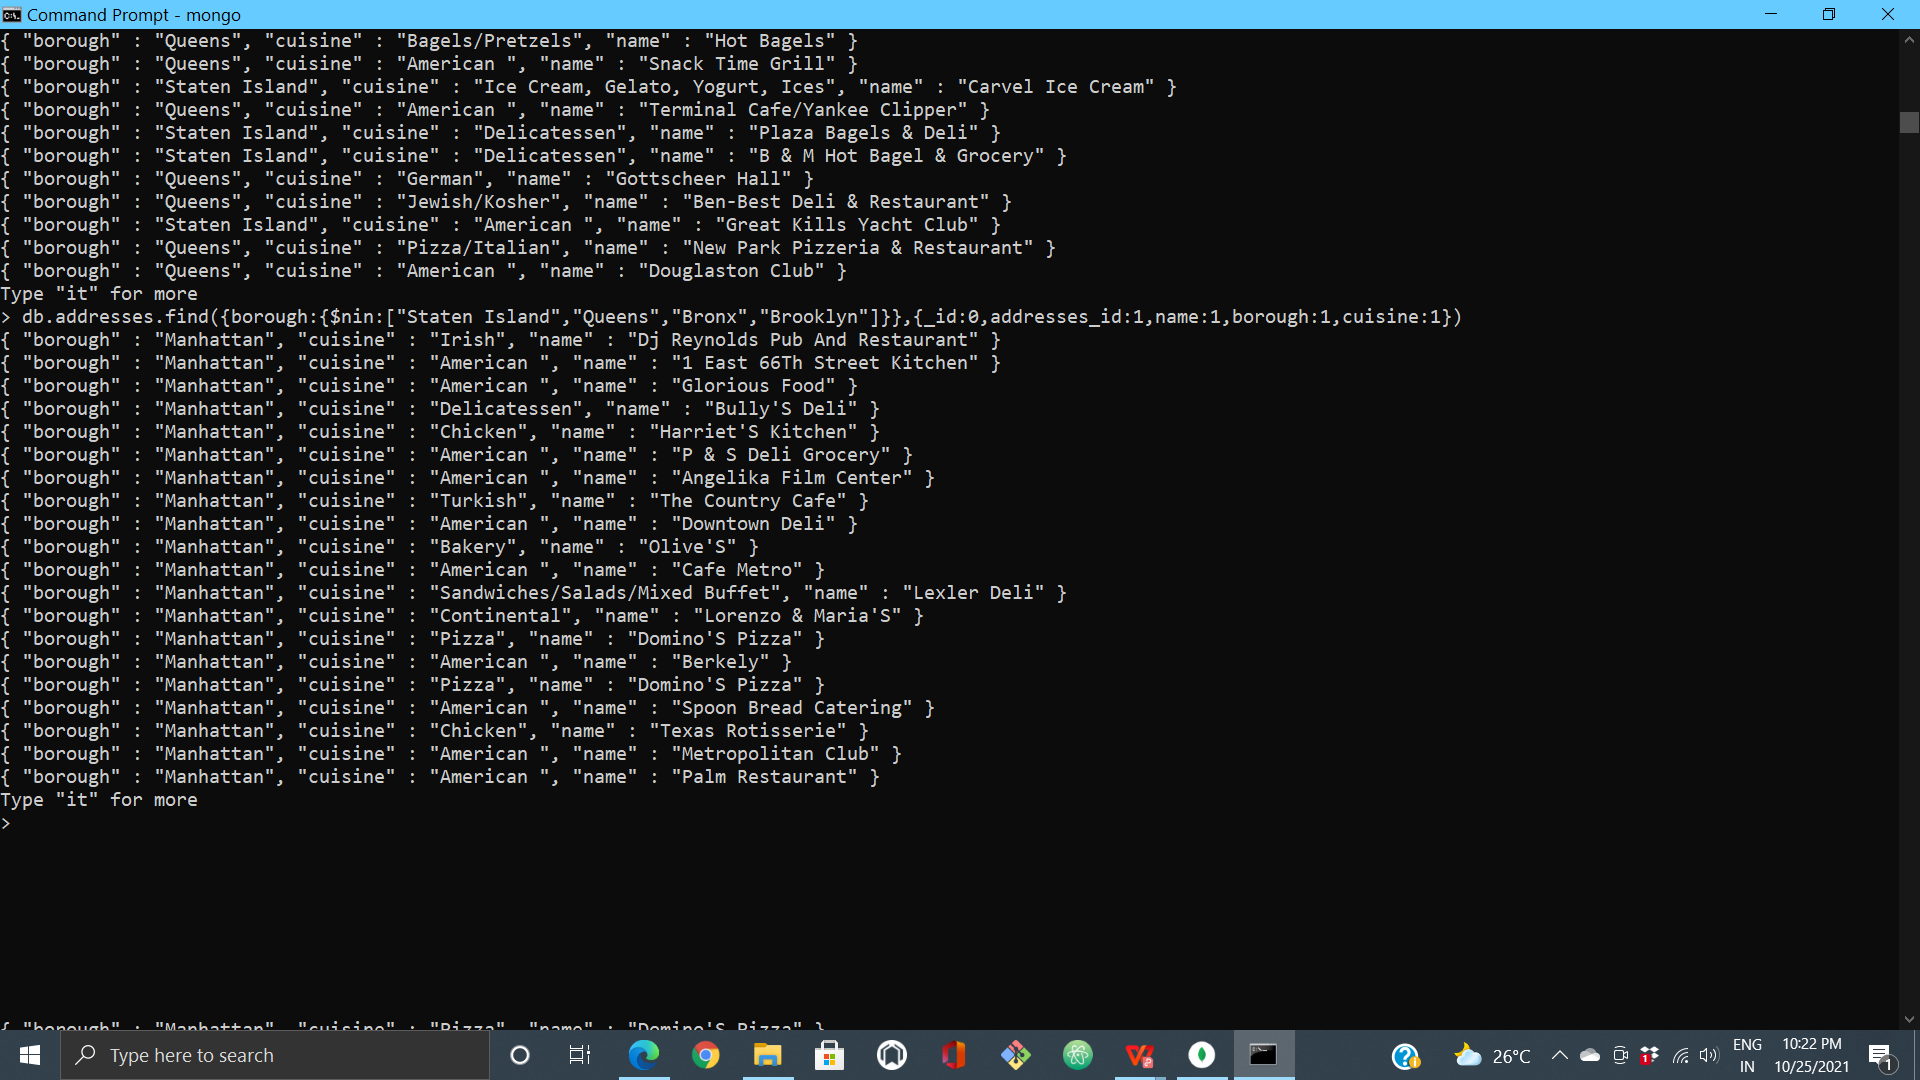 Command Prompt - mongo
{ "borough" : "Queens", "cuisine" : "Bagels/Pretzels", "name" : "Hot Bagels" }
{ "borough" : "Queens", "cuisine" : "American ", "name" : "Snack Time Grill" }
{ "borough" : "Staten Island", "cuisine" : "Ice Cream, Gelato, Yogurt, Ices", "name" : "Carvel Ice Cream" }
{ "borough" : "Queens", "cuisine" : "American ", "name" : "Terminal Cafe/Yankee Clipper" }
{ "borough" : "Staten Island", "cuisine" : "Delicatessen", "name" : "Plaza Bagels & Deli" }
{ "borough" : "Staten Island", "cuisine" : "Delicatessen", "name" : "B & M Hot Bagel & Grocery" }
{ "borough" : "Queens", "cuisine" : "German", "name" : "Gottscheer Hall" }
{ "borough" : "Queens", "cuisine" : "Jewish/Kosher", "name" : "Ben-Best Deli & Restaurant" }
{ "borough" : "Staten Island", "cuisine" : "American ", "name" : "Great Kills Yacht Club" }
{ "borough" : "Queens", "cuisine" : "Pizza/Italian", "name" : "New Park Pizzeria & Restaurant" }
{ "borough" : "Queens", "cuisine" : "American ", "name" : "Douglaston Club" }
Type "it" for more
> db.addresses.find({borough:{$nin:["Staten Island","Queens","Bronx","Brooklyn"]}},{_id:0,addresses_id:1,name:1,borough:1,cuisine:1})
{ "borough" : "Manhattan", "cuisine" : "Irish", "name" : "Dj Reynolds Pub And Restaurant" }
{ "borough" : "Manhattan", "cuisine" : "American ", "name" : "1 East 66Th Street Kitchen" }
{ "borough" : "Manhattan", "cuisine" : "American ", "name" : "Glorious Food" }
{ "borough" : "Manhattan", "cuisine" : "Delicatessen", "name" : "Bully'S Deli" }
{ "borough" : "Manhattan", "cuisine" : "Chicken", "name" : "Harriet'S Kitchen" }
{ "borough" : "Manhattan", "cuisine" : "American ", "name" : "P & S Deli Grocery" }
{ "borough" : "Manhattan", "cuisine" : "American ", "name" : "Angelika Film Center" }
{ "borough" : "Manhattan", "cuisine" : "Turkish", "name" : "The Country Cafe" }
{ "borough" : "Manhattan", "cuisine" : "American ", "name" : "Downtown Deli" }
{ "borough" : "Manhattan", "cuisine" : "Bakery", "name" : "Olive'S" }
{ "borough" : "Manhattan", "cuisine" : "American ", "name" : "Cafe Metro" }
{ "borough" : "Manhattan", "cuisine" : "Sandwiches/Salads/Mixed Buffet", "name" : "Lexler Deli" }
{ "borough" : "Manhattan", "cuisine" : "Continental", "name" : "Lorenzo & Maria'S" }
{ "borough" : "Manhattan", "cuisine" : "Pizza", "name" : "Domino'S Pizza" }
{ "borough" : "Manhattan", "cuisine" : "American ", "name" : "Berkely" }
{ "borough" : "Manhattan", "cuisine" : "Pizza", "name" : "Domino'S Pizza" }
{ "borough" : "Manhattan", "cuisine" : "American ", "name" : "Spoon Bread Catering" }
{ "borough" : "Manhattan", "cuisine" : "Chicken", "name" : "Texas Rotisserie" }
{ "borough" : "Manhattan", "cuisine" : "American ", "name" : "Metropolitan Club" }
{ "borough" : "Manhattan", "cuisine" : "American ", "name" : "Palm Restaurant" }
Type "it" for more
>
{ "borough" : "Manhattan", "cuisine" : "Pizza", "name" : "Domino'S Pizza" }
Type here to search
26°C
ENG
IN
10:22 PM
10/25/2021
1